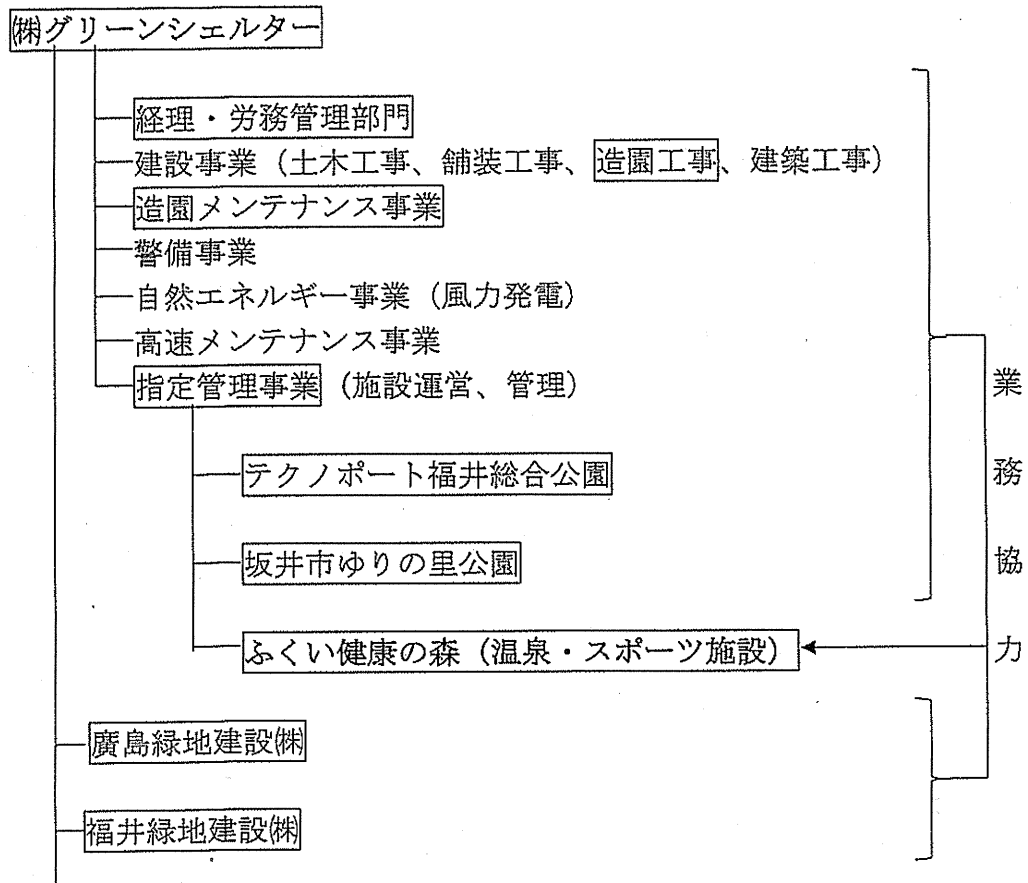 ㈱グリーンシェルター
経理・労務管理部門
建設事業（土木工事、舗装工事、造園工事、建築工事）
造園メンテナンス事業
警備事業
自然エネルギー事業（風力発電）
高速メンテナンス事業
指定管理事業（施設運営、管理）
テクノポート福井総合公園
坂井市ゆりの里公園
ふくい健康の森（温泉・スポーツ施設）
廣島緑地建設㈱
福井緑地建設㈱
業務協力